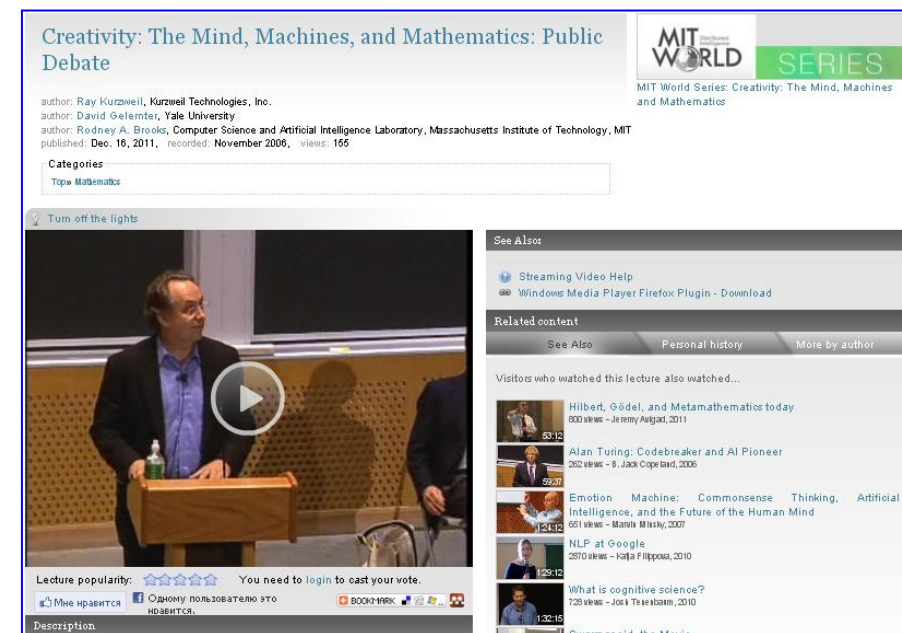 Creativity: The Mind, Machines, and Mathematics: Public
Debate
author: Ray Kurzweil, Kurzweil Technologies, Inc.
author: David Gelernter, Yale University
author: Rodney A. Brooks, Computer Science and Artificial Intelligence Laboratory, Massachusetts Institute of Technology, MIT
published: Dec. 16, 2011, recorded: November 2006, views: 155
Categories
Top» Mathematics
MIT
WORLD
SERIES
MIT World Series: Creativity: The Mind, Machines
and Mathematics
Turn off the lights
Lecture popularity: You need to login to cast your vote.
Мне нравится Одному пользователю это
нравится.
BOOKMARK
Description
See Also:
Streaming Video Help
Windows Media Player Firefox Plugin - Download
Related content
See Also Personal history More by author
Visitors who watched this lecture also watched...
53:12
Hilbert, Gödel, and Metamathematics today
800 views - Jeremy Avigad, 2011
59:37
Alan Turing: Codebreaker and AI Pioneer
262 views - B. Jack Copeland, 2006
1:24:12
Emotion Machine: Commonsense Thinking, Artificial
Intelligence, and the Future of the Human Mind
651 views - Marvin Minsky, 2007
1:29:12
NLP at Google
2870 views - Katja Filippova, 2010
1:32:15
What is cognitive science?
728 views - Josh Tenenbaum, 2010